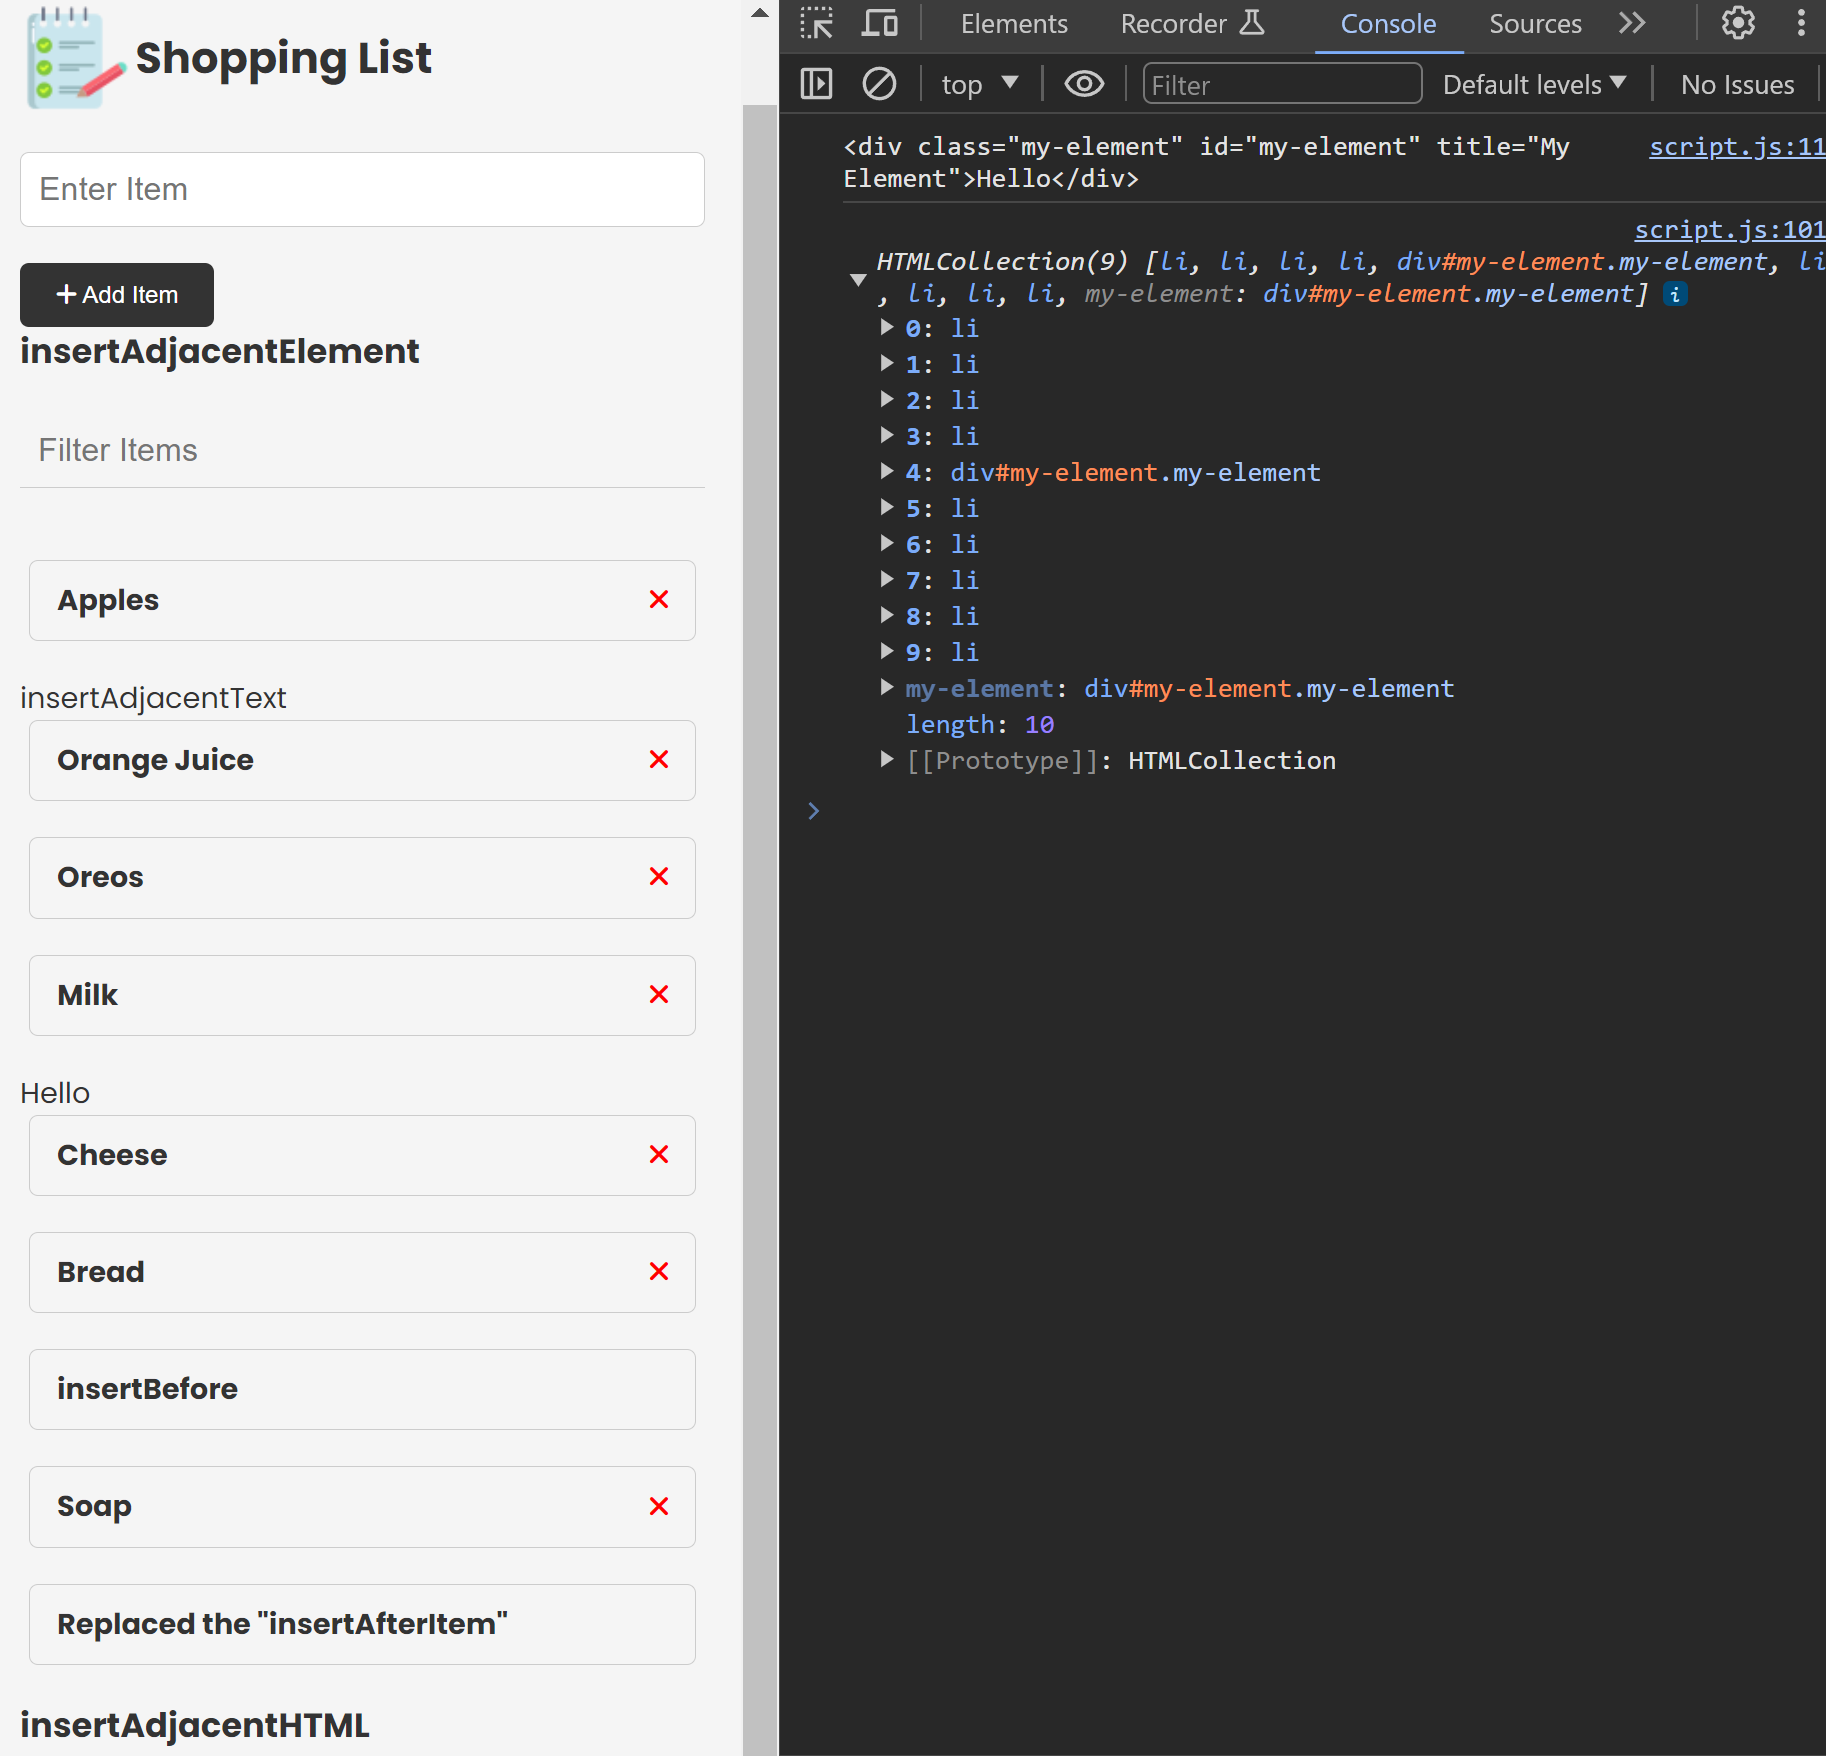 Shopping List
Enter Item
+ Add Item
insertAdjacentElement
Filter Items
Apples
insertAdjacentText
Orange Juice
Oreos
Milk
Hello
Cheese
Bread
insertBefore
Soap
Replaced the "insertAfterItem"
insertAdjacentHTML
Elements Recorder Console Sources
top Filter Default levels No Issues
<div class="my-element" id="my-element" title="My script.js:11
Element">Hello</div>
script.js:101
HTMLCollection(9) [li, li, li, li, div#my-element.my-element, li
, li, li, li, my-element: div#my-element.my-element] i
0: li
1: li
2: li
3: li
4: div#my-element.my-element
5: li
6: li
7: li
8: li
9: li
my-element: div#my-element.my-element
length: 10
[[Prototype]]: HTMLCollection